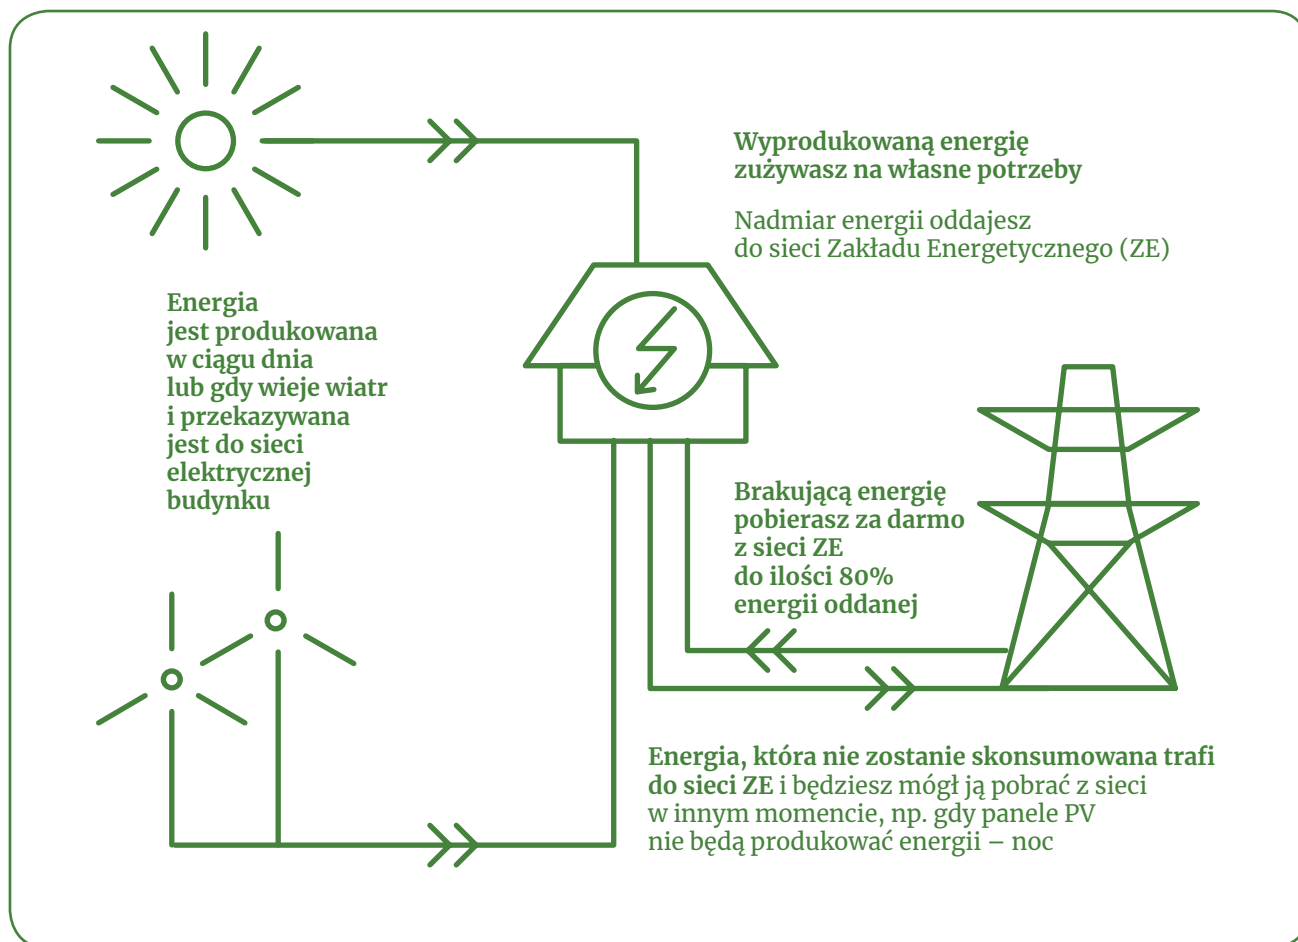 Wyprodukowaną energię
zużywasz na własne potrzeby
Nadmiar energii oddajesz
do sieci Zakładu Energetycznego (ZE)
Energia
jest produkowana
w ciągu dnia
lub gdy wieje wiatr
i przekazywana
jest do sieci
elektrycznej
budynku
Brakującą energię
pobierasz za darmo
z sieci ZE
do ilości 80%
energii oddanej
Energia, która nie zostanie skonsumowana trafi
do sieci ZE i będziesz mógł ją pobrać z sieci
w innym momencie, np. gdy panele PV
nie będą produkować energii – noc